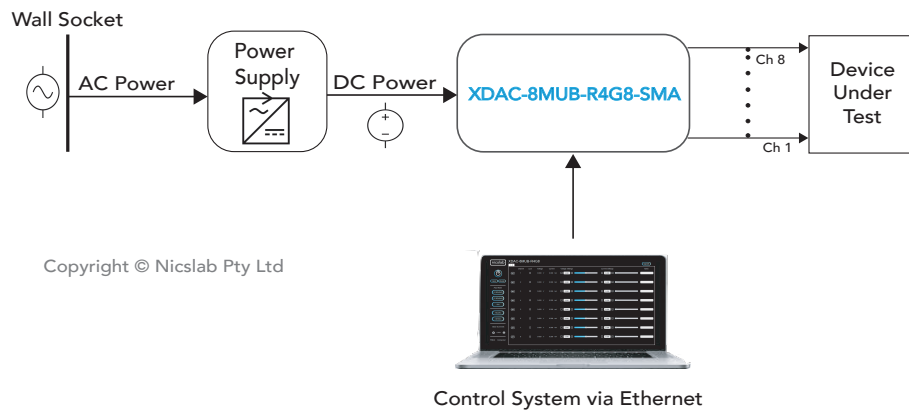 Wall Socket
AC Power
Power
Supply
DC Power
XDAC-8MUB-R4G8-SMA
Ch 8
Ch 1
Device
Under
Test
Copyright © Nicslab Pty Ltd
Control System via Ethernet